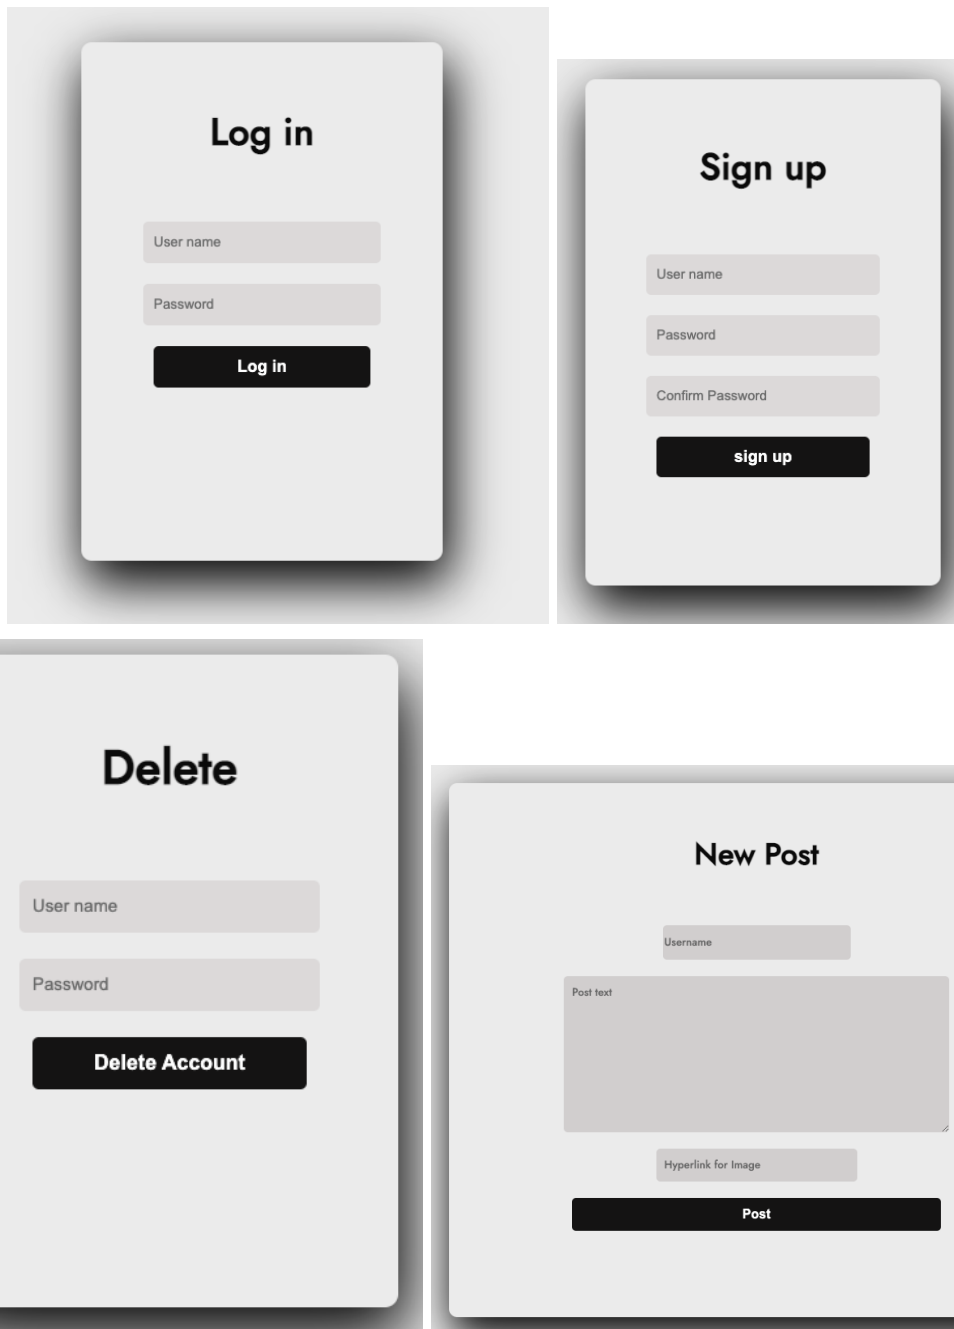 Log in
User name
Password
Log in
Sign up
User name
Password
Confirm Password
sign up
Delete
User name
Password
Delete Account
New Post
Username
Post text
Hyperlink for Image
Post